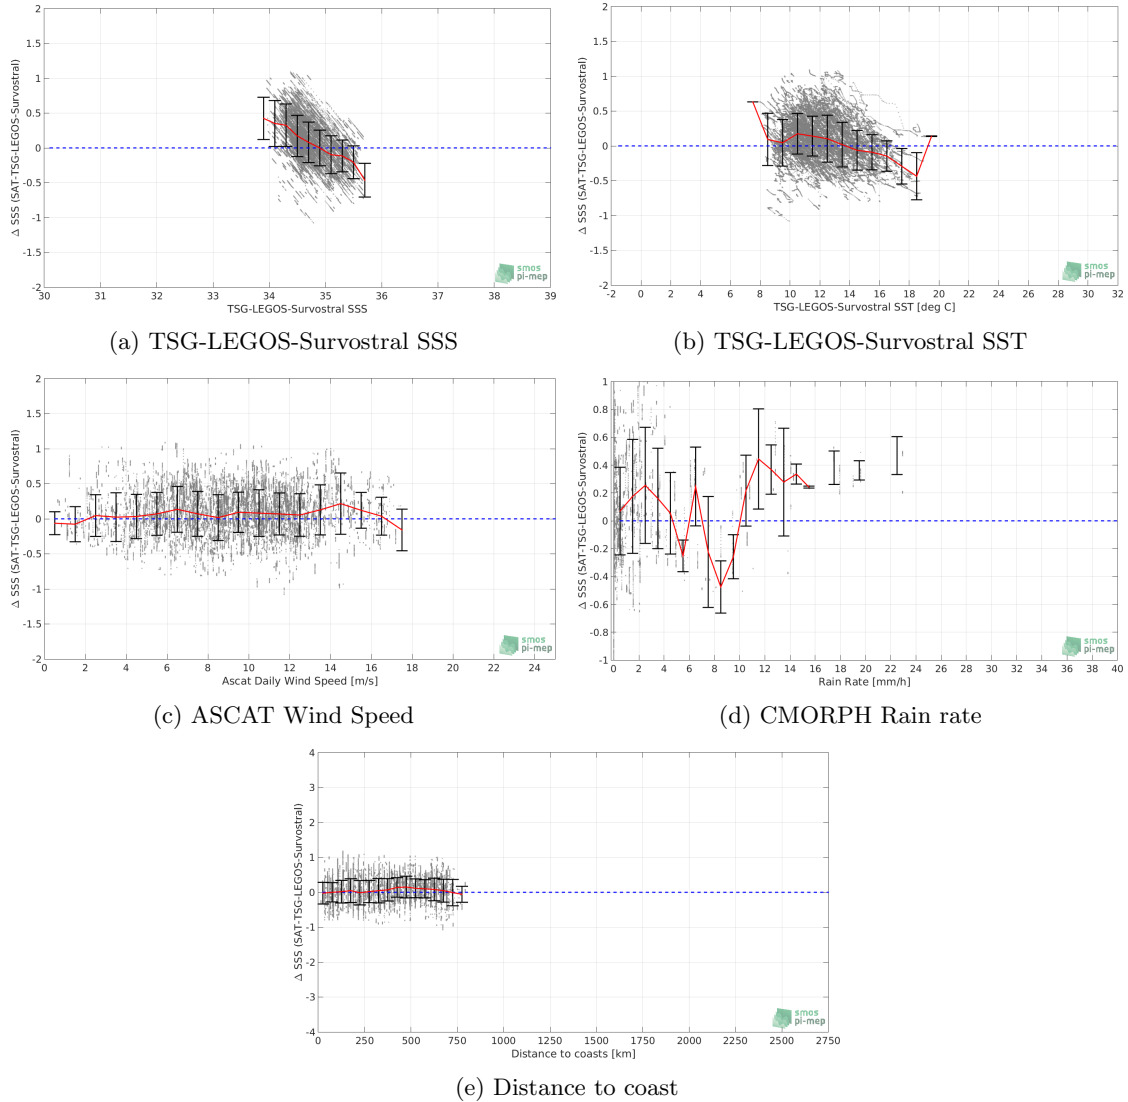 Δ SSS (SAT-TSG-LEGOS-Survostral)
2
1.5
1
0.5
0
-0.5
-1
-1.5
-2
30 31 32 33 34 35 36 37 38 39
TSG-LEGOS-Survostral SSS
smos
pi-mep
(a) TSG-LEGOS-Survostral SSS
Δ SSS (SAT-TSG-LEGOS-Survostral)
2
1.5
1
0.5
0
-0.5
-1
-1.5
-2
-2 0 2 4 6 8 10 12 14 16 18 20 22 24 26 28 30 32
TSG-LEGOS-Survostral SST [deg C]
smos
pi-mep
(b) TSG-LEGOS-Survostral SST
Δ SSS (SAT-TSG-LEGOS-Survostral)
2
1.5
1
0.5
0
-0.5
-1
-1.5
-2
0 2 4 6 8 10 12 14 16 18 20 22 24
Ascat Daily Wind Speed [m/s]
smos
pi-mep
(c) ASCAT Wind Speed
Δ SSS (SAT-TSG-LEGOS-Survostral)
1
0.8
0.6
0.4
0.2
0
-0.2
-0.4
-0.6
-0.8
-1
0 2 4 6 8 10 12 14 16 18 20 22 24 26 28 30 32 34 36 38 40
Rain Rate [mm/h]
smos
pi-mep
(d) CMORPH Rain rate
Δ SSS (SAT-TSG-LEGOS-Survostral)
4
3
2
1
0
-1
-2
-3
-4
0 250 500 750 1000 1250 1500 1750 2000 2250 2500 2750
Distance to coasts [km]
smos
pi-mep
(e) Distance to coast